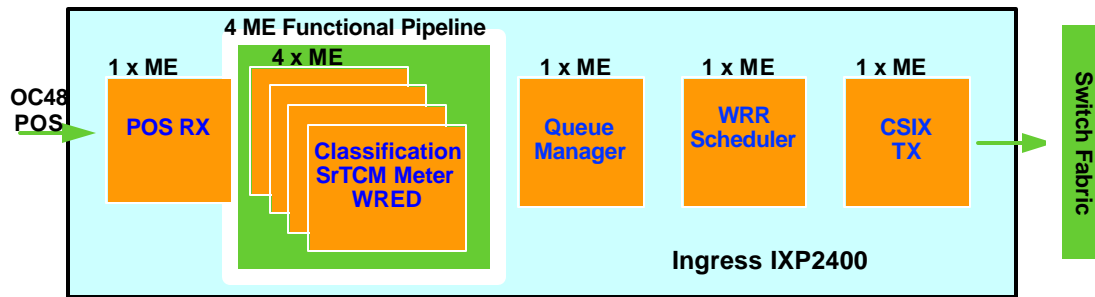 4 ME Functional Pipeline
1 x ME
4 x ME
1 x ME
1 x ME
1 x ME
OC48
POS
POS RX
Classification
SrTCM Meter
WRED
Queue
Manager
WRR
Scheduler
CSIX
TX
Switch Fabric
Ingress IXP2400